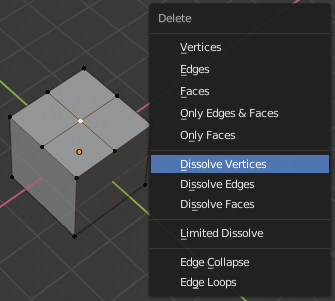 Delete
Vertices
Edges
Faces
Only Edges & Faces
Only Faces
Dissolve Vertices
Dissolve Edges
Dissolve Faces
Limited Dissolve
Edge Collapse
Edge Loops